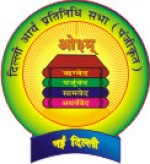 दिल्ली आर्य प्रतिनिधि सभा (पंजीकृत)
ओ३म्
ऋग्वेद
यजुर्वेद
सामवेद
अथर्ववेद
नई दिल्ली